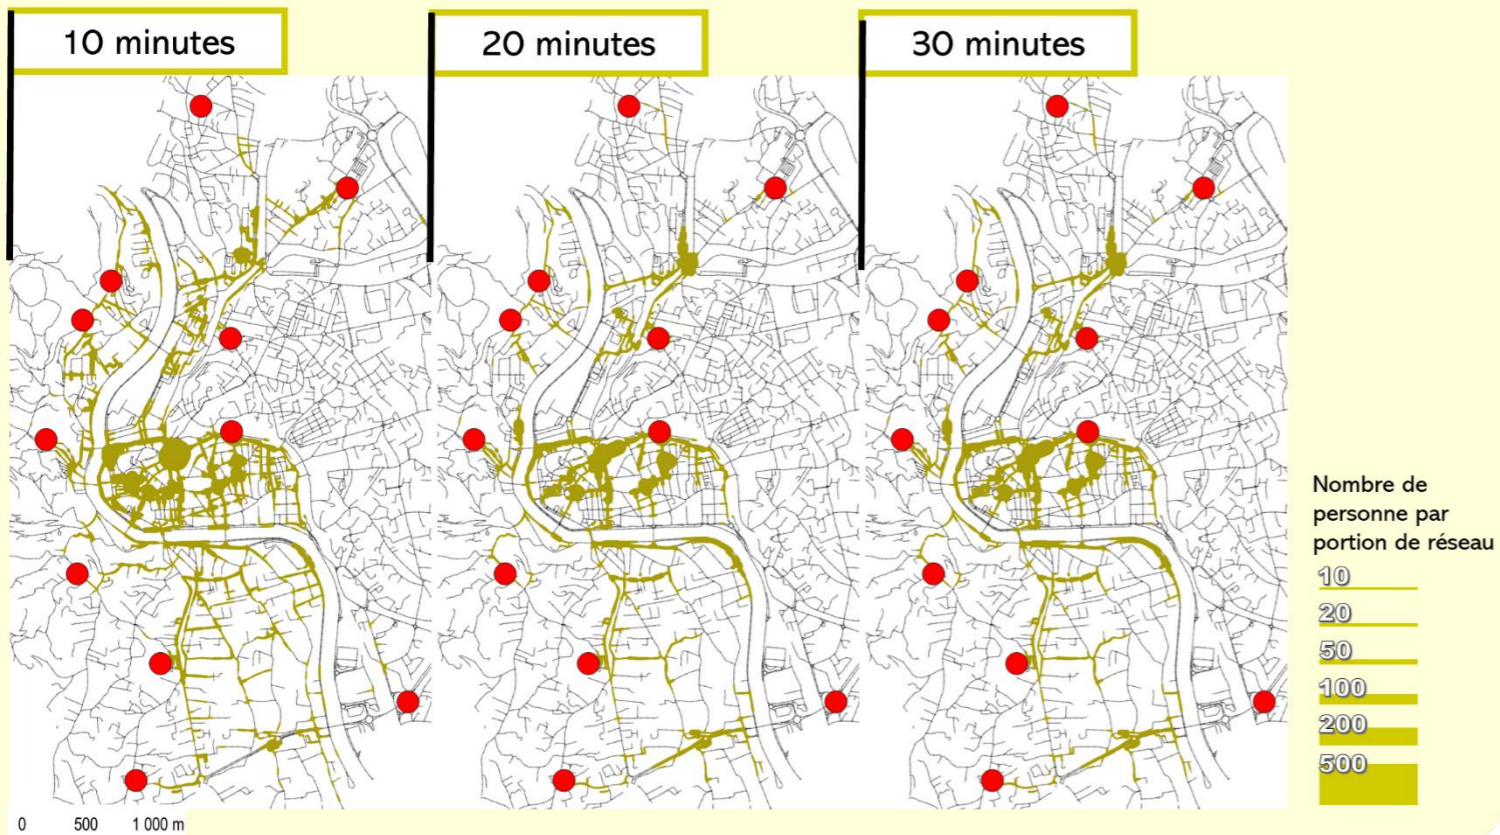 10 minutes
20 minutes
30 minutes
Nombre de
personne par
portion de réseau
10
20
50
100
200
500
0 500 1 000 m